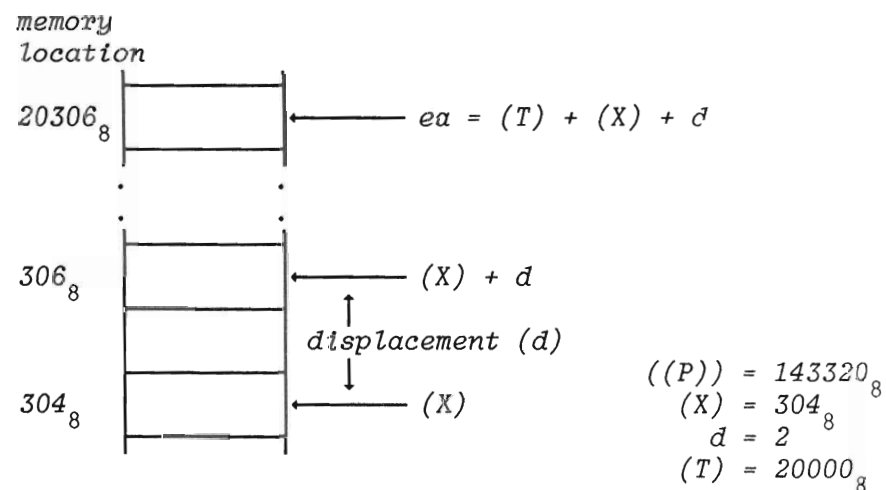 memory
location
20306₈
ea = (T) + (X) + d
306₈
(X) + d
displacement (d)
304₈
(X)
((P)) = 143320₈
(X) = 304₈
d = 2
(T) = 20000₈